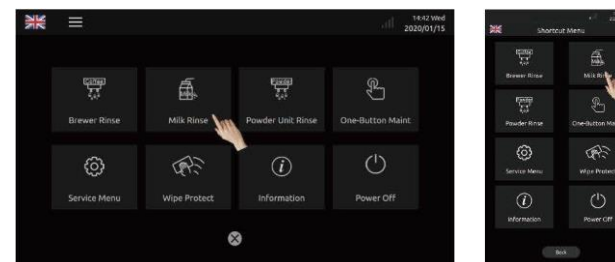 14:42 Wed
2020/01/15
Brewer Rinse
Milk Rinse
Powder Unit Rinse
One-Button Maint
Service Menu
Wipe Protect
Information
Power Off
Shortcut Menu
Brewer Rinse
Milk
Powder Rinse
One-Button
Service Menu
Wipe Protect
Information
Power Off
Back